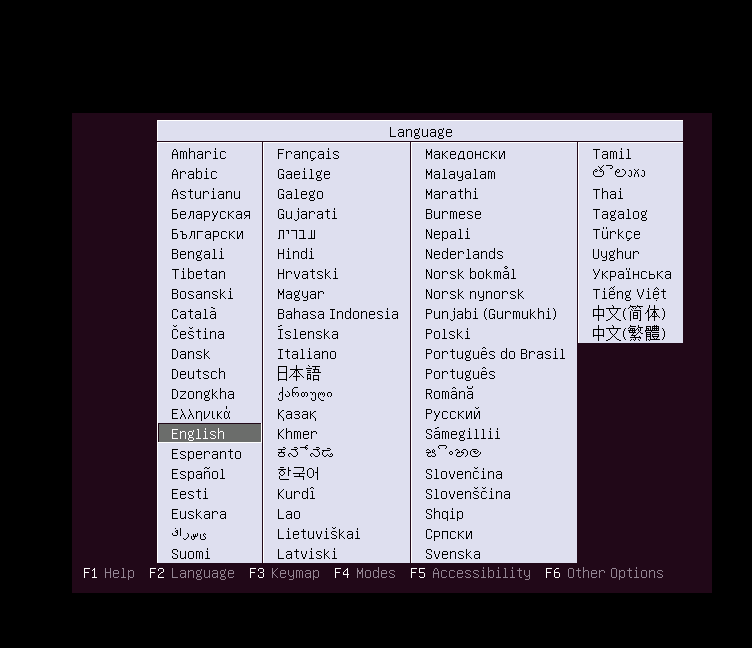 Language
Amharic
Arabic
Asturianu
Беларуская
Български
Bengali
Tibetan
Bosanski
Català
Čeština
Dansk
Deutsch
Dzongkha
Ελληνικά
English
Esperanto
Español
Eesti
Euskara
ىسراف
Suomi
Français
Gaeilge
Galego
Gujarati
עברית
Hindi
Hrvatski
Magyar
Bahasa Indonesia
Íslenska
Italiano
日本語
ქართული
Қазақ
Khmer
ಕನ್ನಡ
한국어
Kurdî
Lao
Lietuviškai
Latviski
Македонски
Malayalam
Marathi
Burmese
Nepali
Nederlands
Norsk bokmål
Norsk nynorsk
Punjabi (Gurmukhi)
Polski
Português do Brasil
Português
Română
Русский
Sámegillii
සිංහල
Slovenčina
Slovenščina
Shqip
Српски
Svenska
Tamil
తెలుగు
Thai
Tagalog
Türkçe
Uyghur
Українська
Tiếng Việt
中文(简体)
中文(繁體)
F1 Help F2 Language F3 Keymap F4 Modes F5 Accessibility F6 Other Options